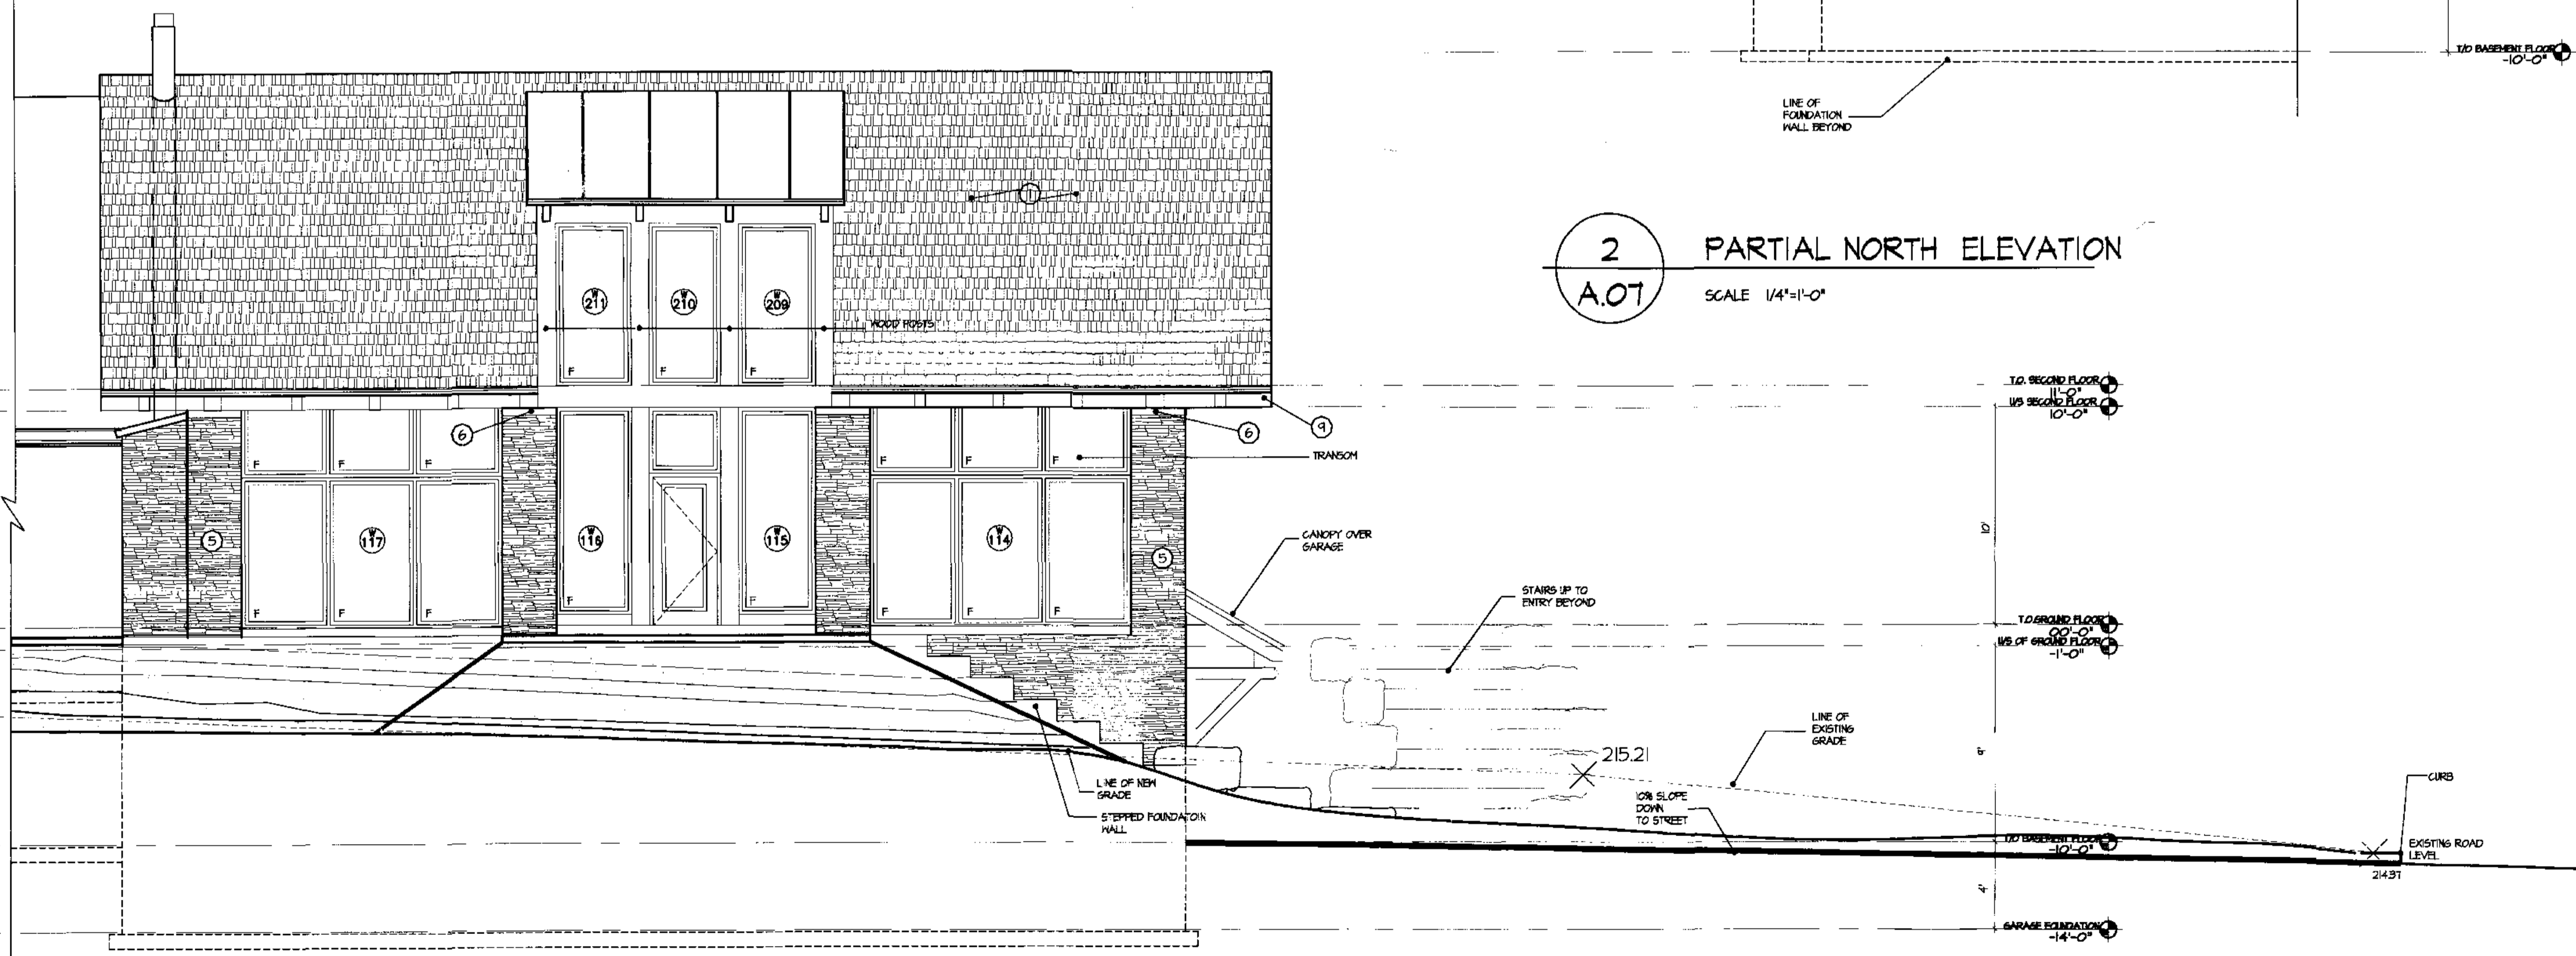 T/O BASEMENT FLOOR
-10'-0"
LINE OF
FOUNDATION
WALL BEYOND
1
2
A.07
PARTIAL NORTH ELEVATION
SCALE 1/4"=1'-0"
W
211
W
210
W
209
WOOD POSTS
F
F
F
T.O. SECOND FLOOR
11'-0"
U/S SECOND FLOOR
10'-0"
6
6
9
TRANSOM
F
F
F
F
F
F
W
117
5
W
116
W
115
W
114
5
CANOPY OVER
GARAGE
10'
STAIRS UP TO
ENTRY BEYOND
F
F
F
F
F
F
F
F
T.O.GROUND FLOOR
00'-0"
U/S OF GROUND FLOOR
-1'-0"
LINE OF
EXISTING
GRADE
215.21
LINE OF NEW
GRADE
STEPPED FOUNDATOIN
WALL
10% SLOPE
DOWN
TO STREET
CURB
T/O BASEMENT FLOOR
-10'-0"
EXISTING ROAD
LEVEL
214.37
4'
GARAGE FOUNDATION
-14'-0"